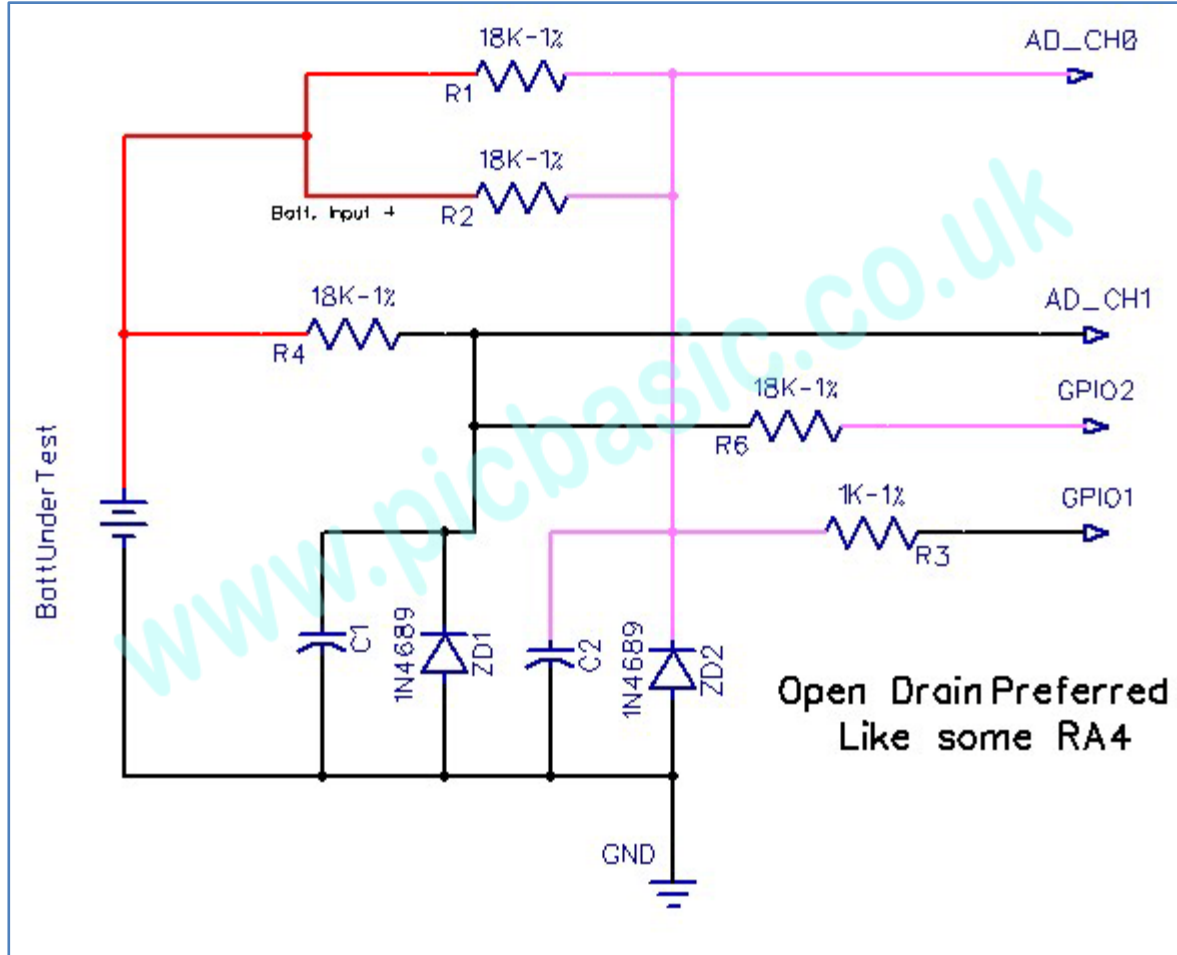 18K-1%
AD_CH0
R1
18K-1%
Batt. Input +
R2
18K-1%
AD_CH1
R4
18K-1%
GPIO2
R6
BattUnderTest
1K-1%
GPIO1
R3
C1
1N4689
ZD1
C2
1N4689
ZD2
Open Drain Preferred
Like some RA4
GND
www.picbasic.co.uk